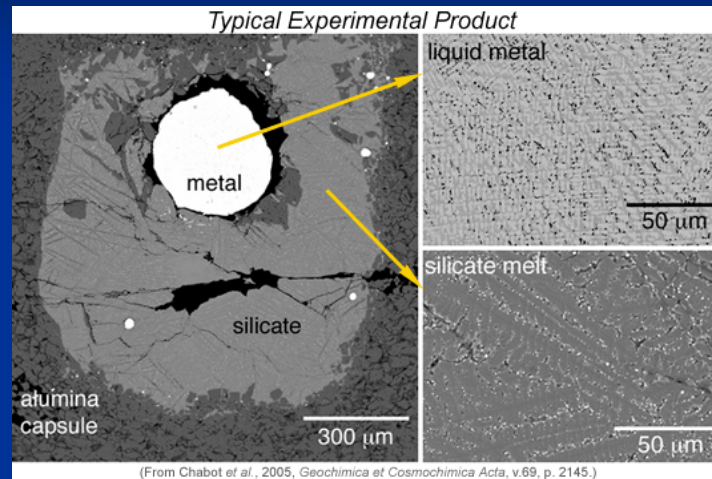 Typical Experimental Product
metal
silicate
alumina
capsule
300 μm
liquid metal
50 μm
silicate melt
50 μm
(From Chabot et al., 2005, Geochimica et Cosmochimica Acta, v.69, p. 2145.)